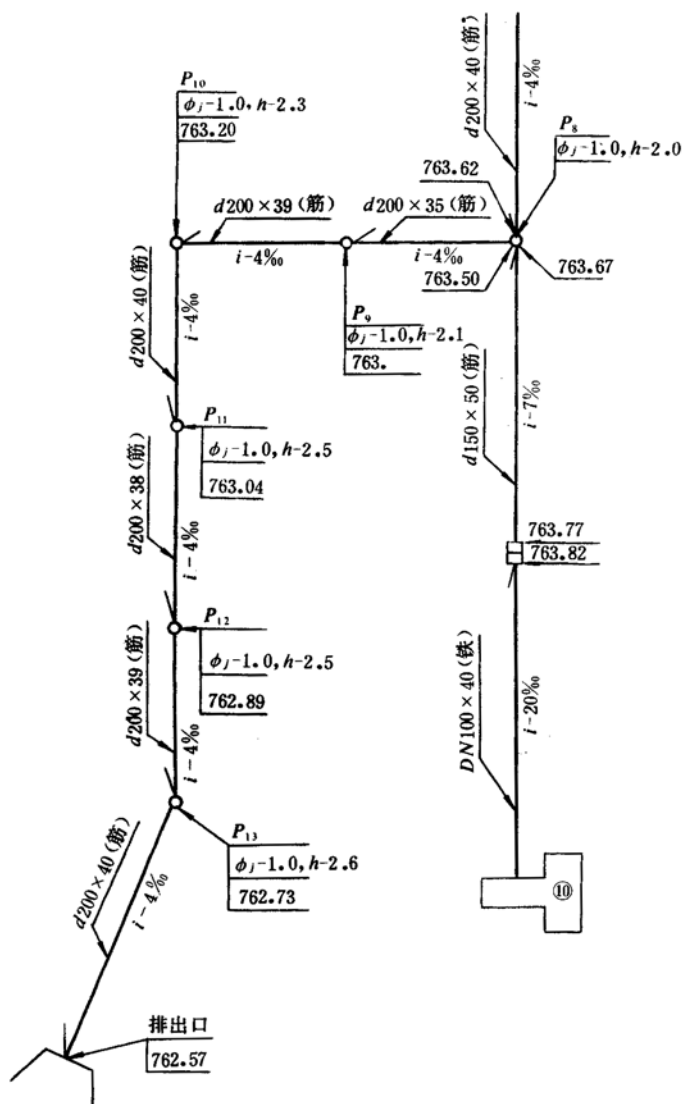 d200×40(筋)
i-4‰
P₈
φj-1.0, h-2.0
763.62
763.67
763.50
P₁₀
φj-1.0, h-2.3
763.20
d200×39(筋)
i-4‰
d200×35(筋)
i-4‰
P₉
φj-1.0, h-2.1
763.
d200×40(筋)
i-4‰
P₁₁
φj-1.0, h-2.5
763.04
d150×50(筋)
i-7‰
d200×38(筋)
i-4‰
763.77
763.82
P₁₂
φj-1.0, h-2.5
762.89
d200×39(筋)
i-4‰
DN100×40(铁)
i-20‰
P₁₃
φj-1.0, h-2.6
762.73
⑩
d200×40(筋)
i-4‰
排出口
762.57